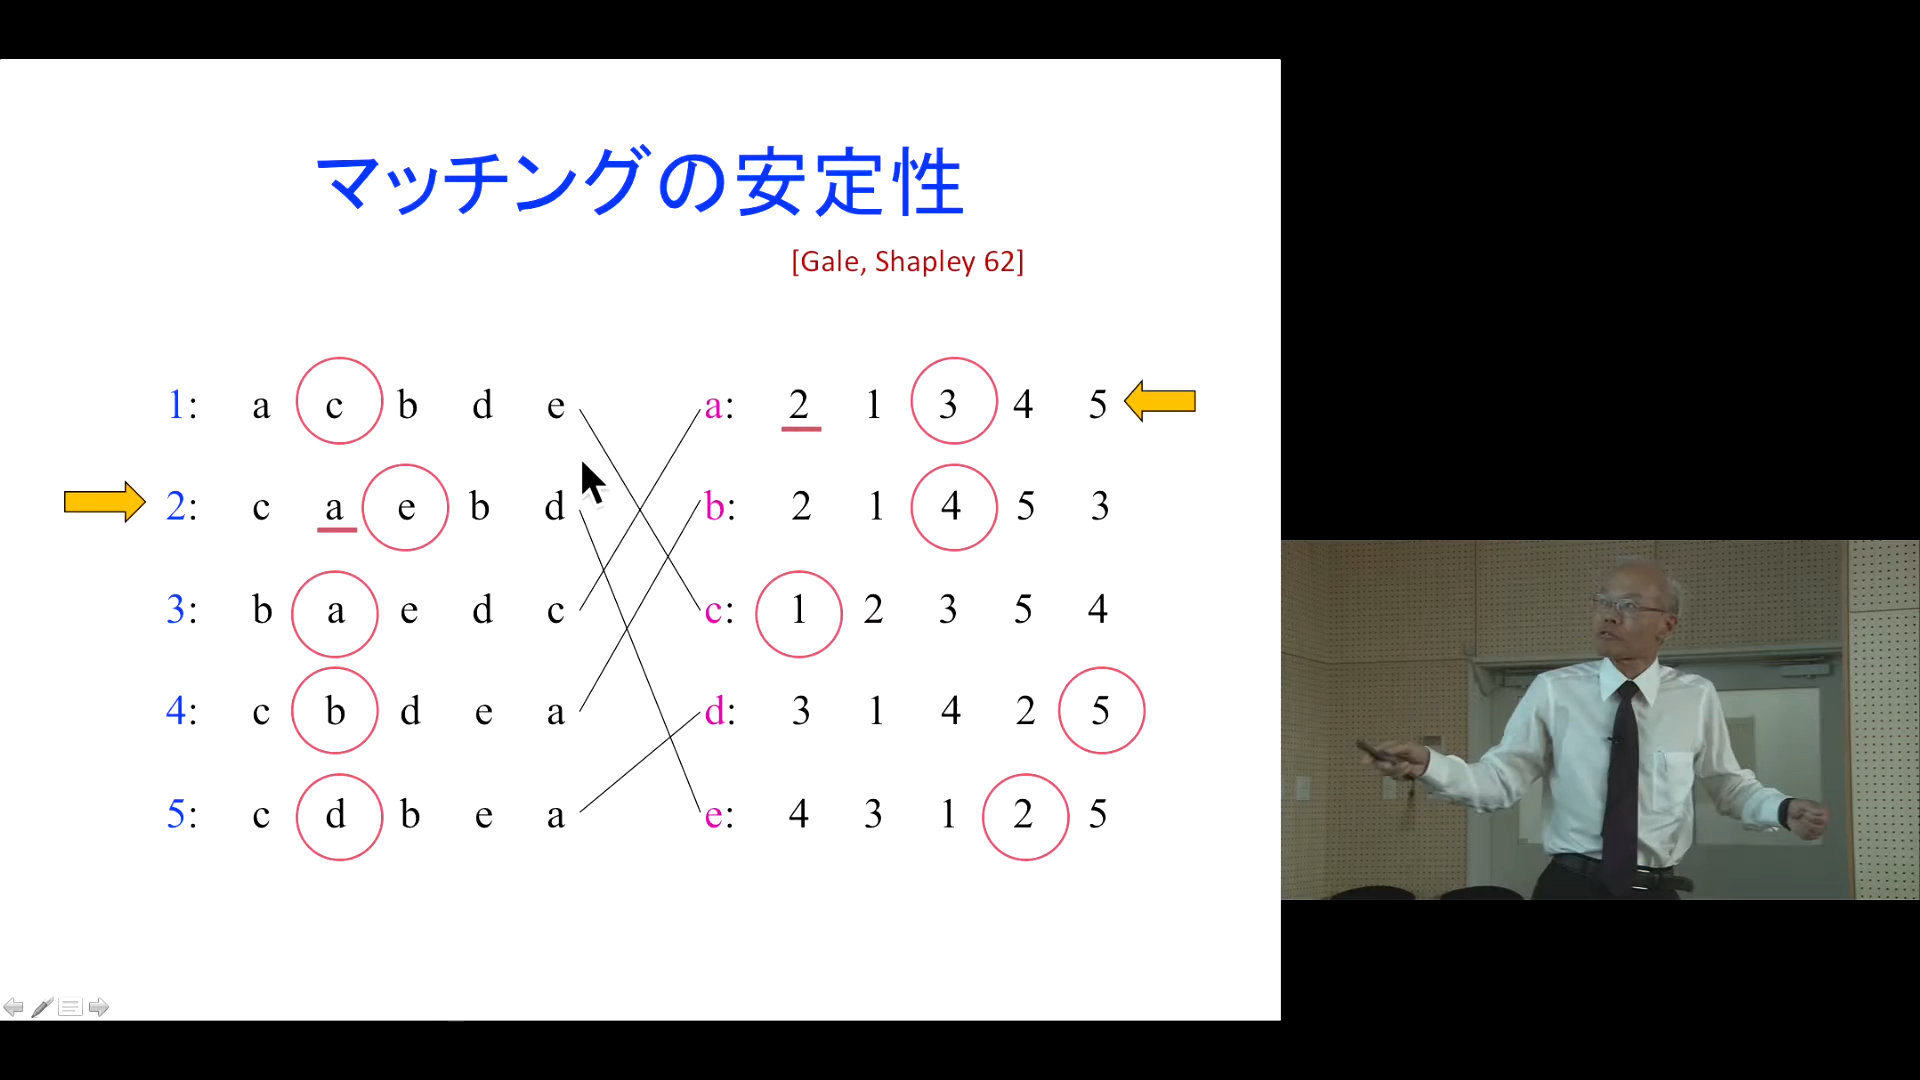 マッチングの安定性
[Gale, Shapley 62]
1: a c b d e a: 2 1 3 4 5
2: c a e b d b: 2 1 4 5 3
3: b a e d c c: 1 2 3 5 4
4: c b d e a d: 3 1 4 2 5
5: c d b e a e: 4 3 1 2 5